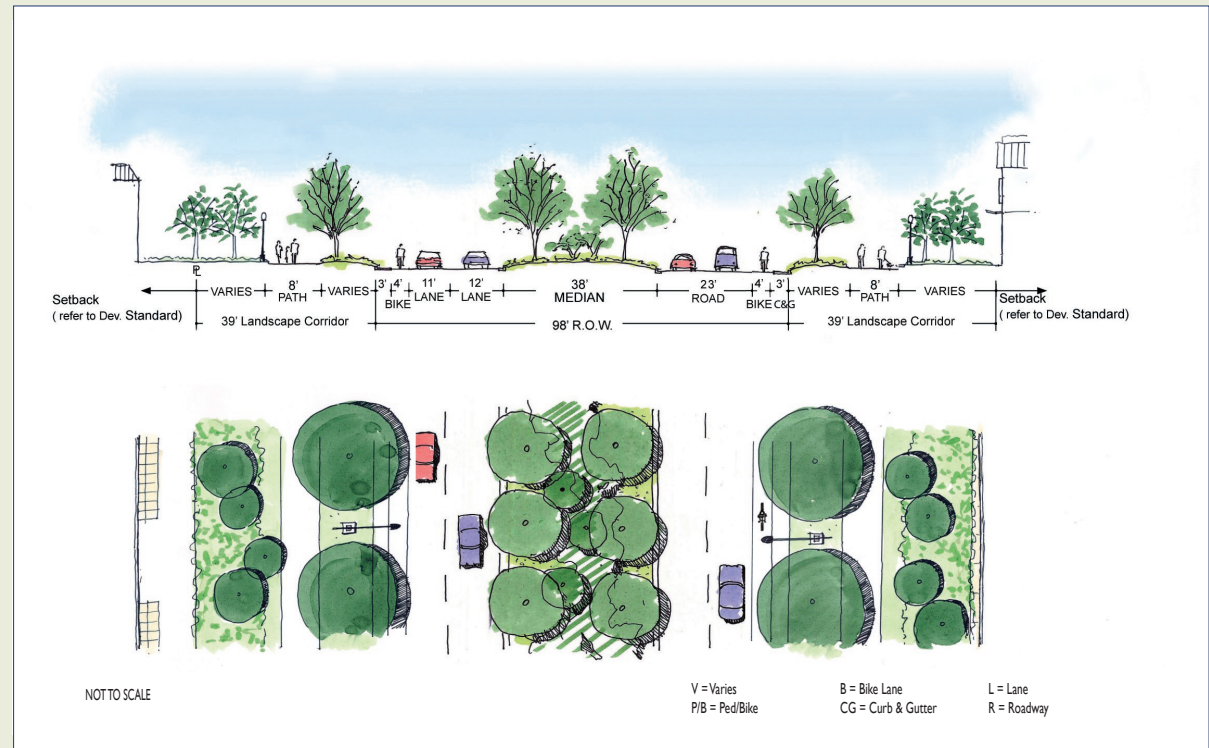 PL
Setback
( refer to Dev. Standard)
VARIES
8'
PATH
VARIES
3'
4'
BIKE
11'
LANE
12'
LANE
38'
MEDIAN
23'
ROAD
4'
BIKE
3'
C&G
VARIES
8'
PATH
VARIES
Setback
( refer to Dev. Standard)
39' Landscape Corridor
98' R.O.W.
39' Landscape Corridor
NOT TO SCALE
V = Varies
B = Bike Lane
L = Lane
P/B = Ped/Bike
CG = Curb & Gutter
R = Roadway